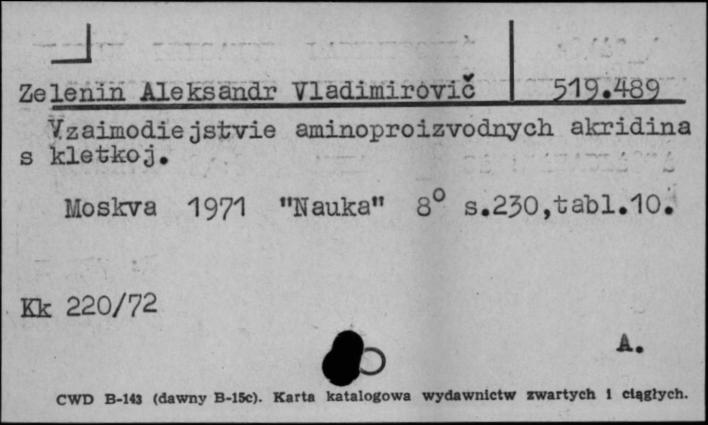 Zelenin Aleksandr Vladimirovič 519.489
Vzaimodiejstvie aminoproizvodnych akridina
s kletkoj.
Moskva 1971 "Nauka" 8° s.230,tabl.10.
Kk 220/72
A.
CWD B-143 (dawny B-15c). Karta katalogowa wydawnictw zwartych i ciągłych.